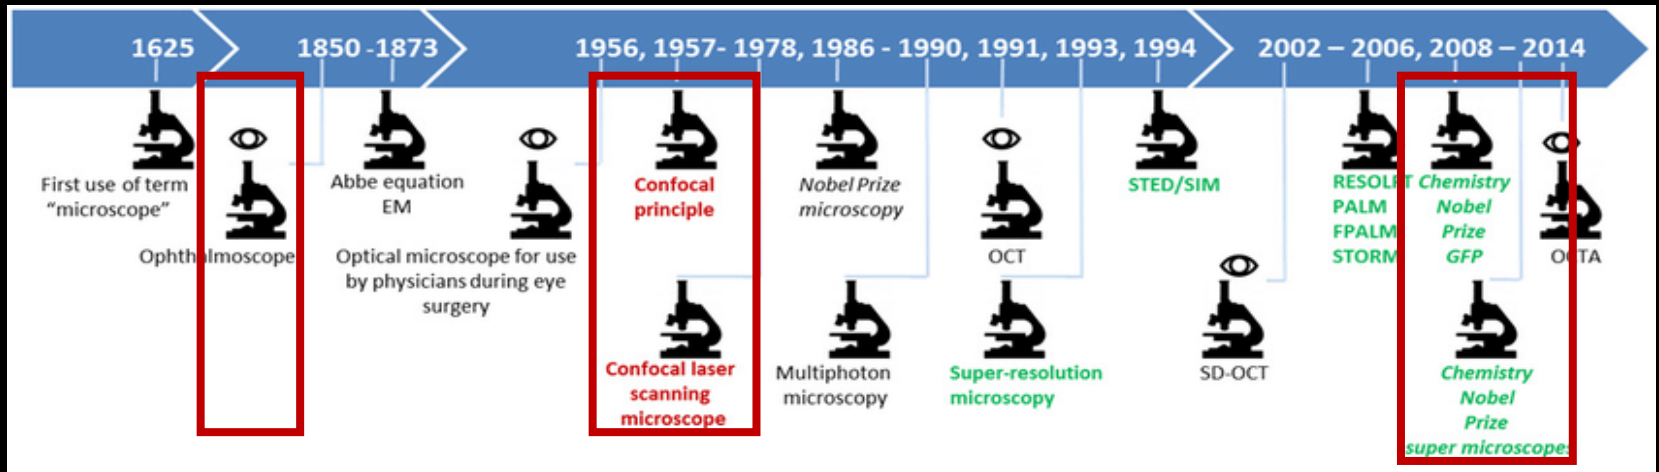 1625
1850 -1873
1956, 1957- 1978, 1986 - 1990, 1991, 1993, 1994
2002 – 2006, 2008 – 2014
First use of term
“microscope”
Ophthalmoscope
Abbe equation
EM
Optical microscope for use
by physicians during eye
surgery
Confocal
principle
Confocal laser
scanning
microscope
Nobel Prize
microscopy
Multiphoton
microscopy
OCT
Super-resolution
microscopy
STED/SIM
SD-OCT
RESOLFT
PALM
FPALM
STORM
Chemistry
Nobel
Prize
GFP
Chemistry
Nobel
Prize
super microscopes
OCTA